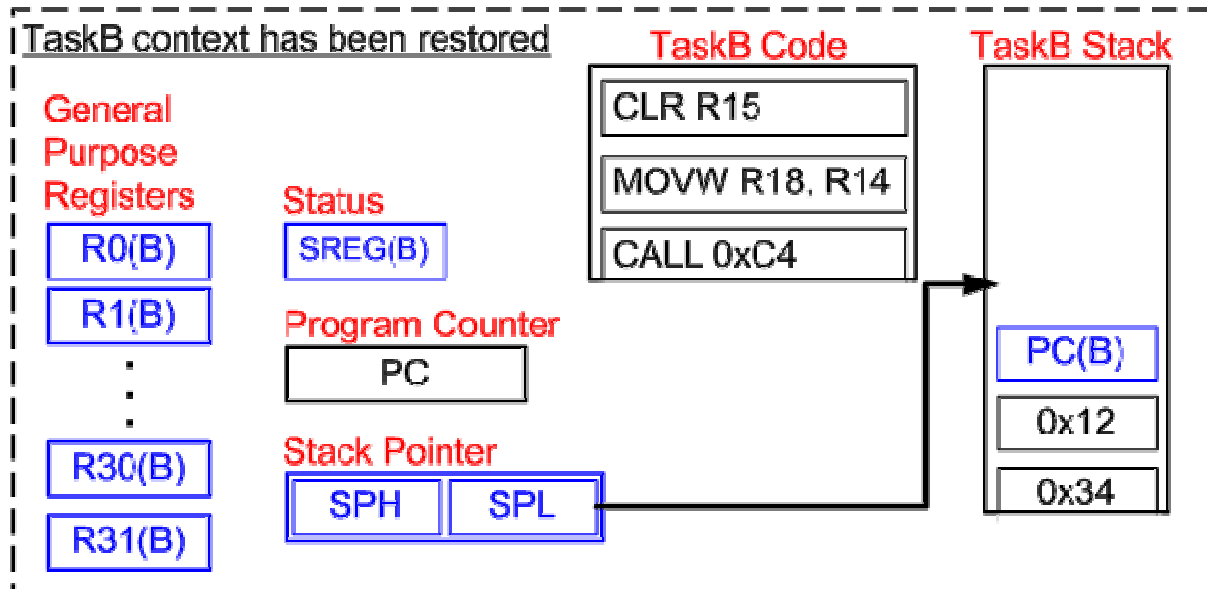 TaskB context has been restored
General
Purpose
Registers
R0(B)
R1(B)
R30(B)
R31(B)
Status
SREG(B)
Program Counter
PC
Stack Pointer
SPH SPL
TaskB Code
CLR R15
MOVW R18, R14
CALL 0xC4
TaskB Stack
PC(B)
0x12
0x34